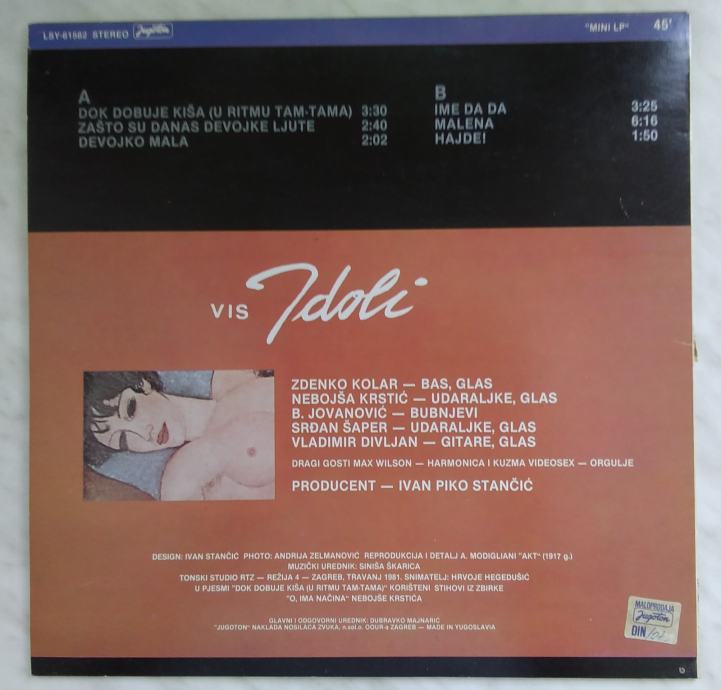 LSY-61582 STEREO Jugoton "MINI LP" 45'
A
DOK DOBUJE KIŠA (U RITMU TAM-TAMA) 3:30
ZAŠTO SU DANAS DEVOJKE LJUTE 2:40
DEVOJKO MALA 2:02
B
IME DA DA 3:25
MALENA 6:16
HAJDE! 1:50
VIS Idoli
ZDENKO KOLAR — BAS, GLAS
NEBOJŠA KRSTIĆ — UDARALJKE, GLAS
B. JOVANOVIĆ — BUBNJEVI
SRĐAN ŠAPER — UDARALJKE, GLAS
VLADIMIR DIVLJAN — GITARE, GLAS
DRAGI GOSTI MAX WILSON — HARMONICA I KUZMA VIDEOSEX — ORGULJE
PRODUCENT — IVAN PIKO STANČIĆ
DESIGN: IVAN STANČIĆ PHOTO: ANDRIJA ZELMANOVIĆ REPRODUKCIJA I DETALJ A. MODIGLIANI "AKT" (1917 g.)
MUZIČKI UREDNIK: SINIŠA ŠKARICA
TONSKI STUDIO RTZ — REŽIJA 4 — ZAGREB, TRAVANJ 1981. SNIMATELJ: HRVOJE HEGEDUŠIĆ
U PJESMI "DOK DOBUJE KIŠA (U RITMU TAM-TAMA)" KORIŠTENI STIHOVI IZ ZBIRKE
"O, IMA NAČINA" NEBOJŠE KRSTIĆA
GLAVNI I ODGOVORNI UREDNIK: DUBRAVKO MAJNARIĆ
"JUGOTON" NAKLADA NOSILACA ZVUKA, n.sol.o. OOUR-a ZAGREB — MADE IN YUGOSLAVIA
MALOPRODAJA
Jugoton
DIN